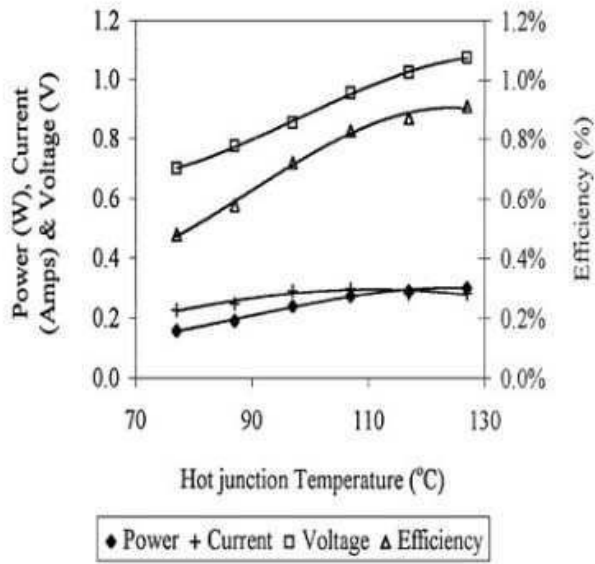 Power (W), Current
(Amps) & Voltage (V)
1.2
1.0
0.8
0.6
0.4
0.2
0.0
1.2%
1.0%
0.8%
0.6%
0.4%
0.2%
0.0%
Efficiency (%)
70
90
110
130
Hot junction Temperature (°C)
Power
Current
Voltage
Efficiency